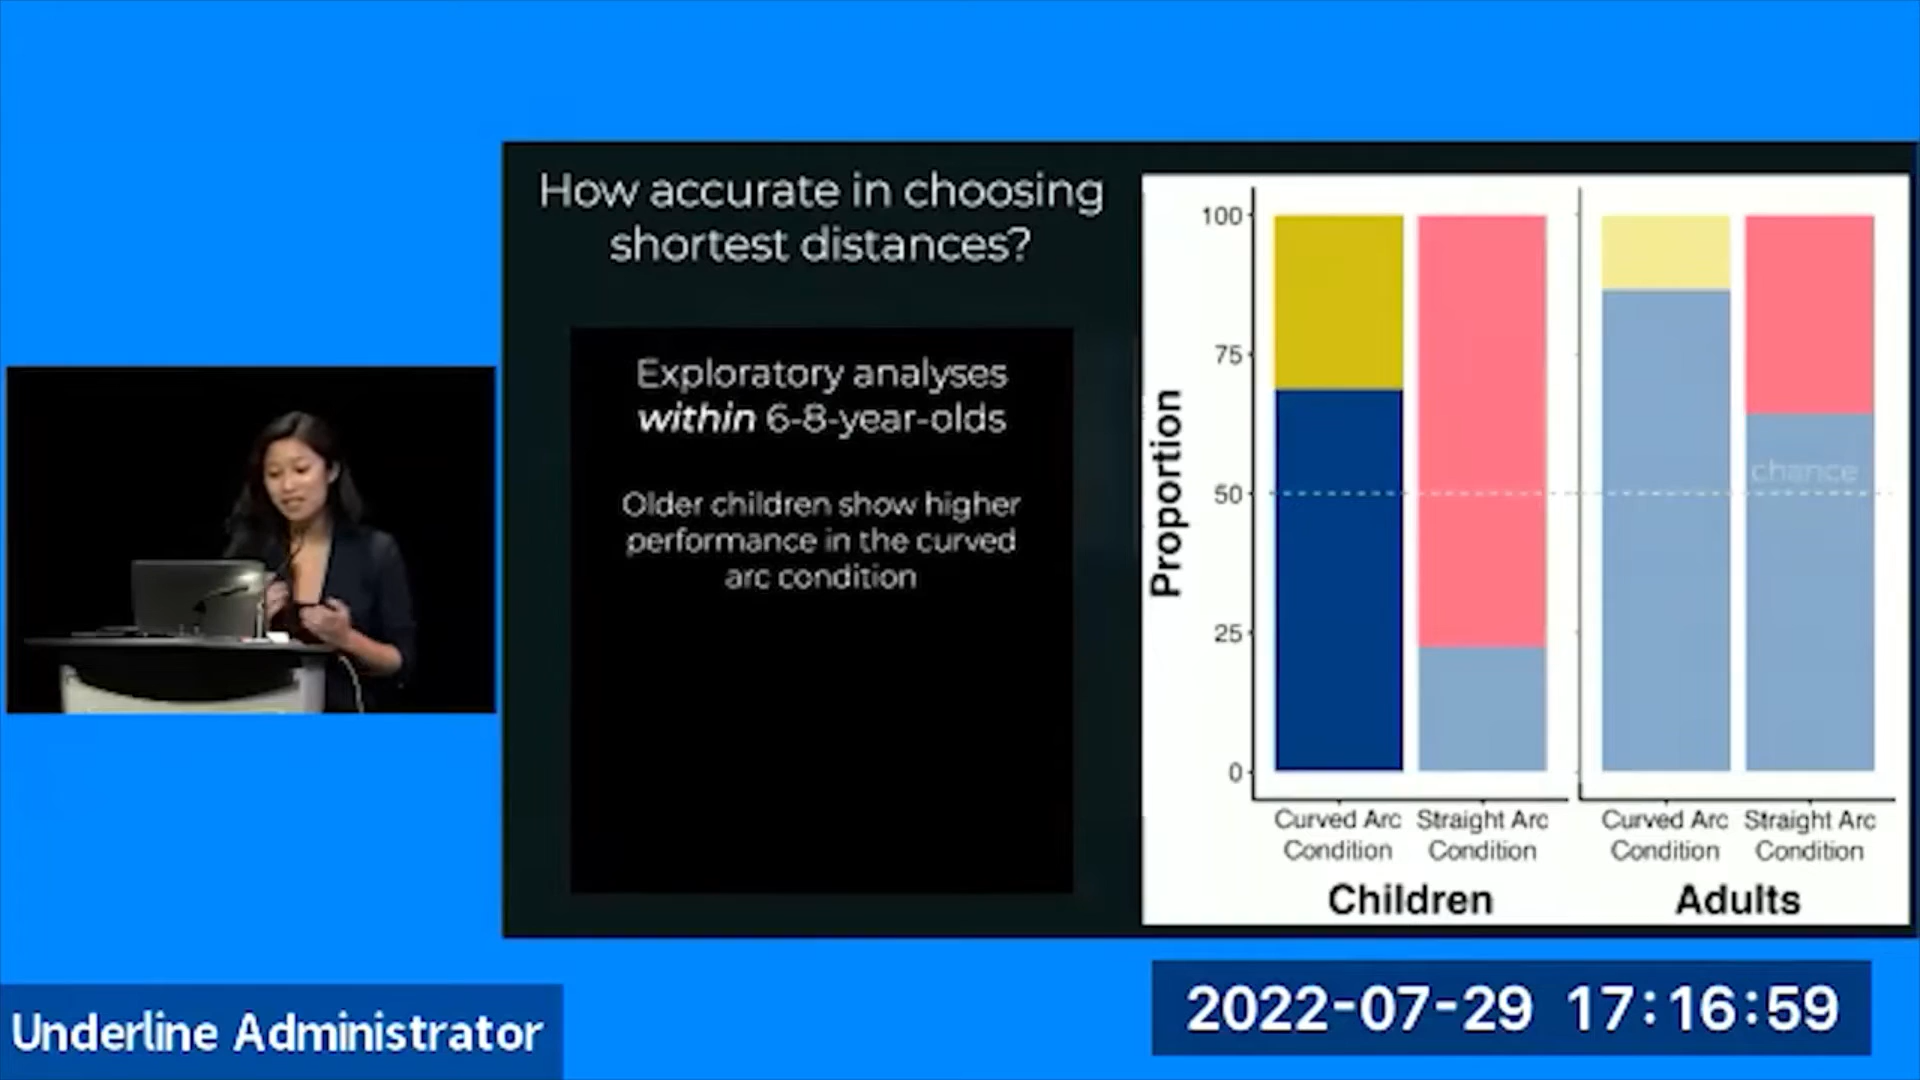 How accurate in choosing
shortest distances?
Exploratory analyses
within 6-8-year-olds
Older children show higher
performance in the curved
arc condition
Proportion
100
75
50
25
0
chance
Curved Arc
Condition
Straight Arc
Condition
Curved Arc
Condition
Straight Arc
Condition
Children
Adults
Underline Administrator
2022-07-29 17:16:59